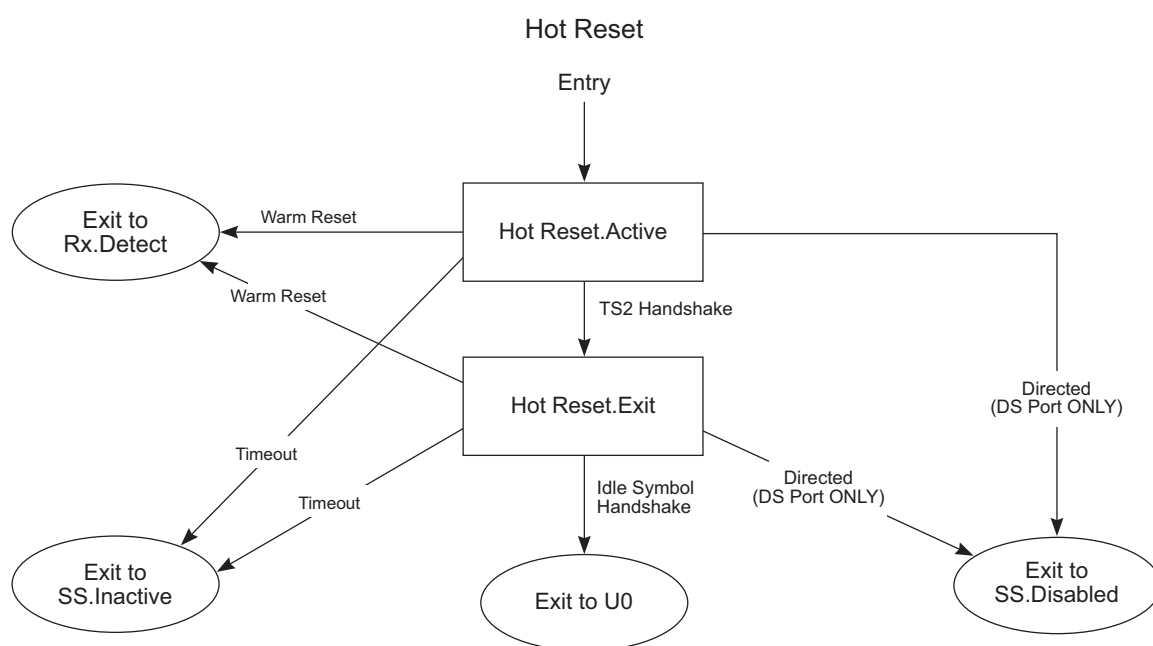 Hot Reset
Entry
Exit to
Rx.Detect
Warm Reset
Hot Reset.Active
Warm Reset
TS2 Handshake
Hot Reset.Exit
Directed
(DS Port ONLY)
Timeout
Timeout
Idle Symbol
Handshake
Directed
(DS Port ONLY)
Exit to
SS.Inactive
Exit to U0
Exit to
SS.Disabled